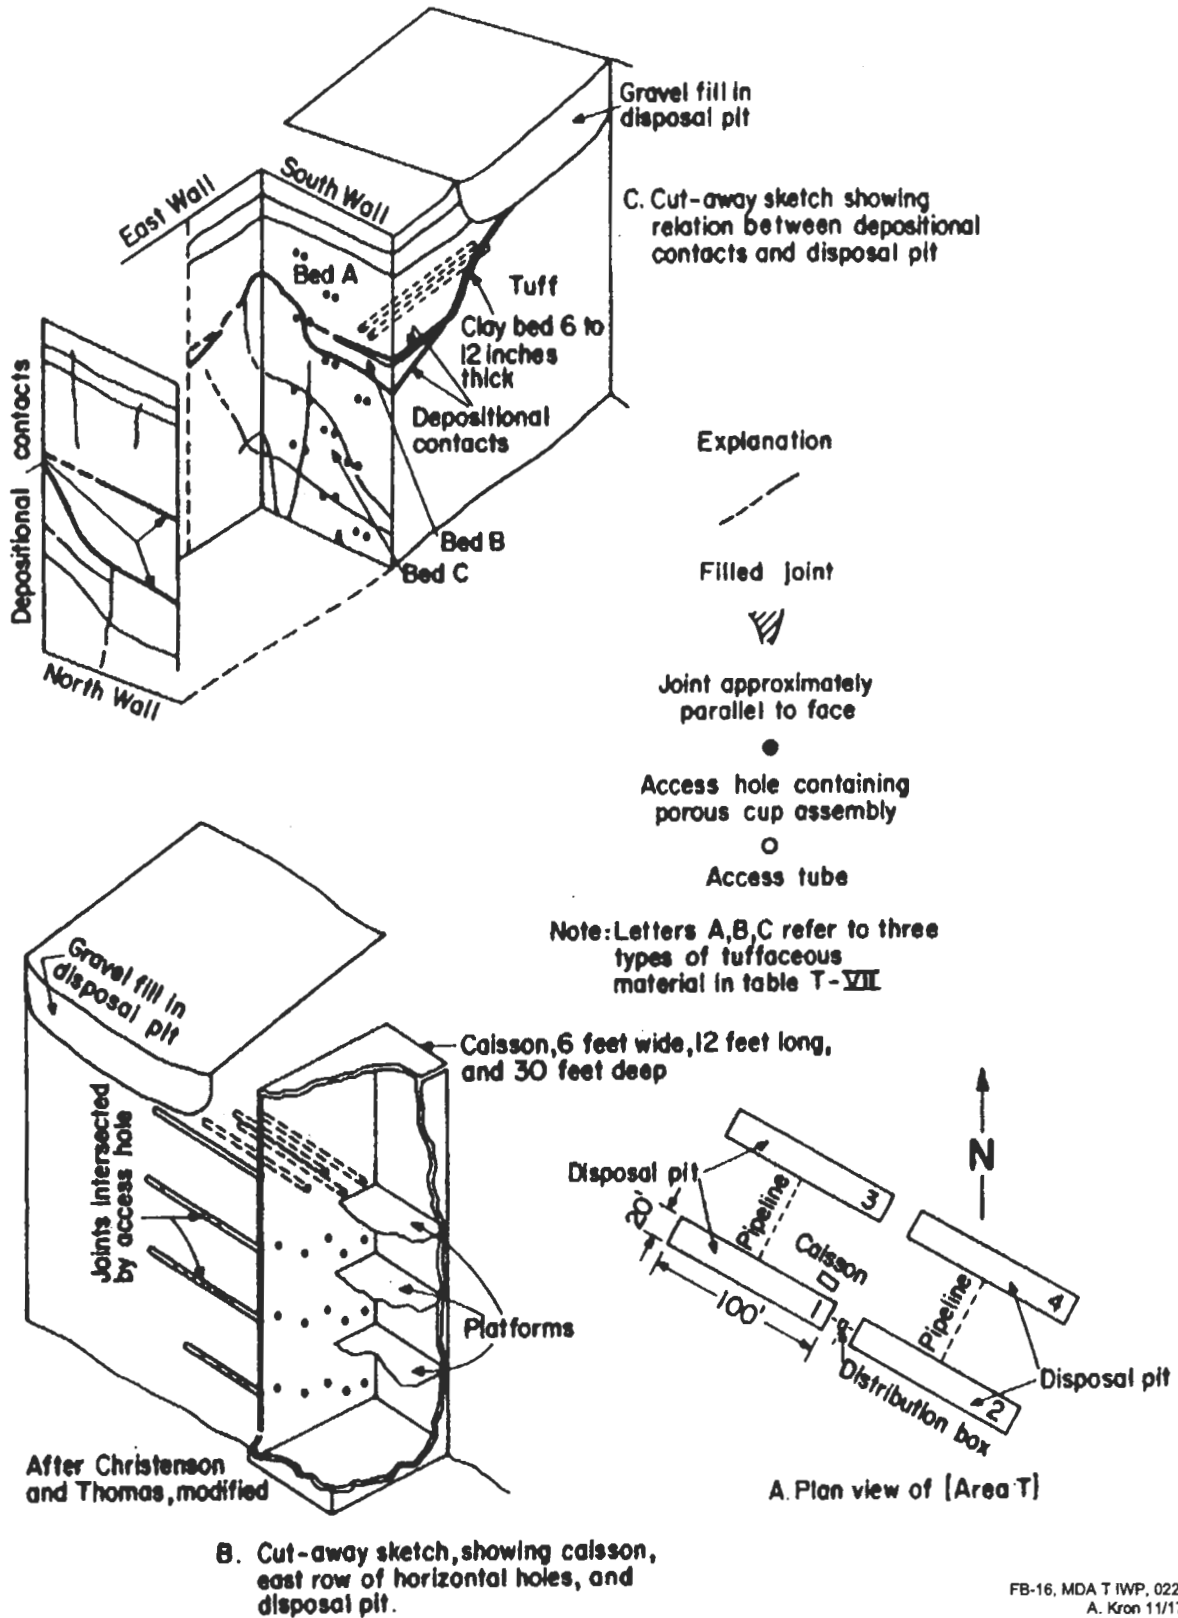 Gravel fill in
disposal pit
C. Cut-away sketch showing
relation between depositional
contacts and disposal pit
East Wall
South Wall
Bed A
Tuff
Clay bed 6 to
12 inches
thick
Depositional
contacts
Depositional contacts
Bed B
Bed C
North Wall
Explanation
Filled joint
Joint approximately
parallel to face
Access hole containing
porous cup assembly
Access tube
Note: Letters A,B,C refer to three
types of tuffaceous
material in table T-VII
Gravel fill in
disposal pit
Caisson, 6 feet wide, 12 feet long,
and 30 feet deep
Joints intersected
by access hole
Platforms
After Christenson
and Thomas, modified
B. Cut-away sketch, showing caisson,
east row of horizontal holes, and
disposal pit.
N
Disposal pit
3
20'
Pipeline
Caisson
4
100'
1
Pipeline
Distribution box
2
Disposal pit
A. Plan view of [Area T]
FB-16, MDA T IWP, 022
A. Kron 11/1